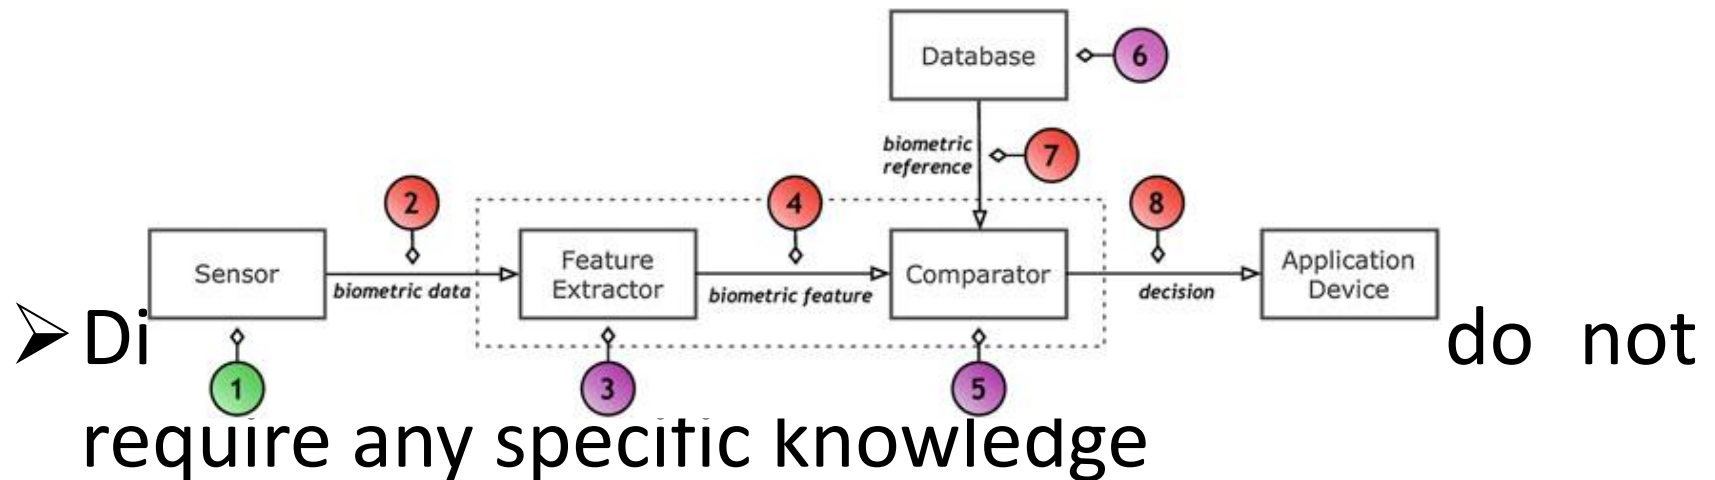 Database
6
biometric
reference
7
2
4
8
Sensor
biometric data
Feature
Extractor
biometric feature
Comparator
decision
Application
Device
Di do not
1
3
5
require any specific knowledge